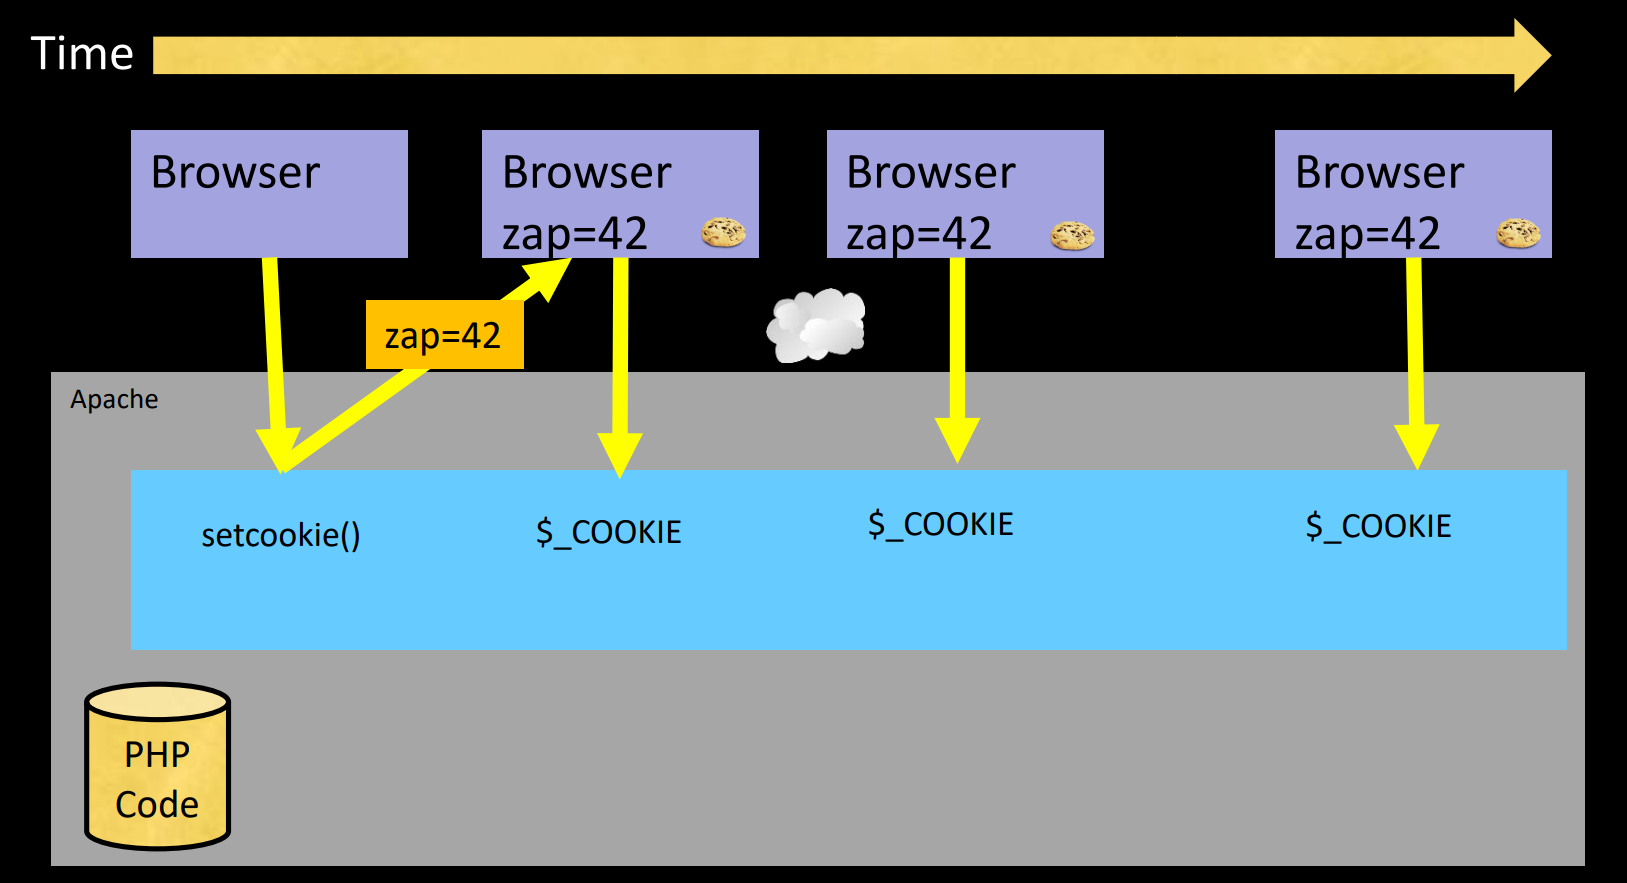 Time
Browser
Browser
zap=42
Browser
zap=42
Browser
zap=42
zap=42
Apache
setcookie()
$_COOKIE
$_COOKIE
$_COOKIE
PHP
Code